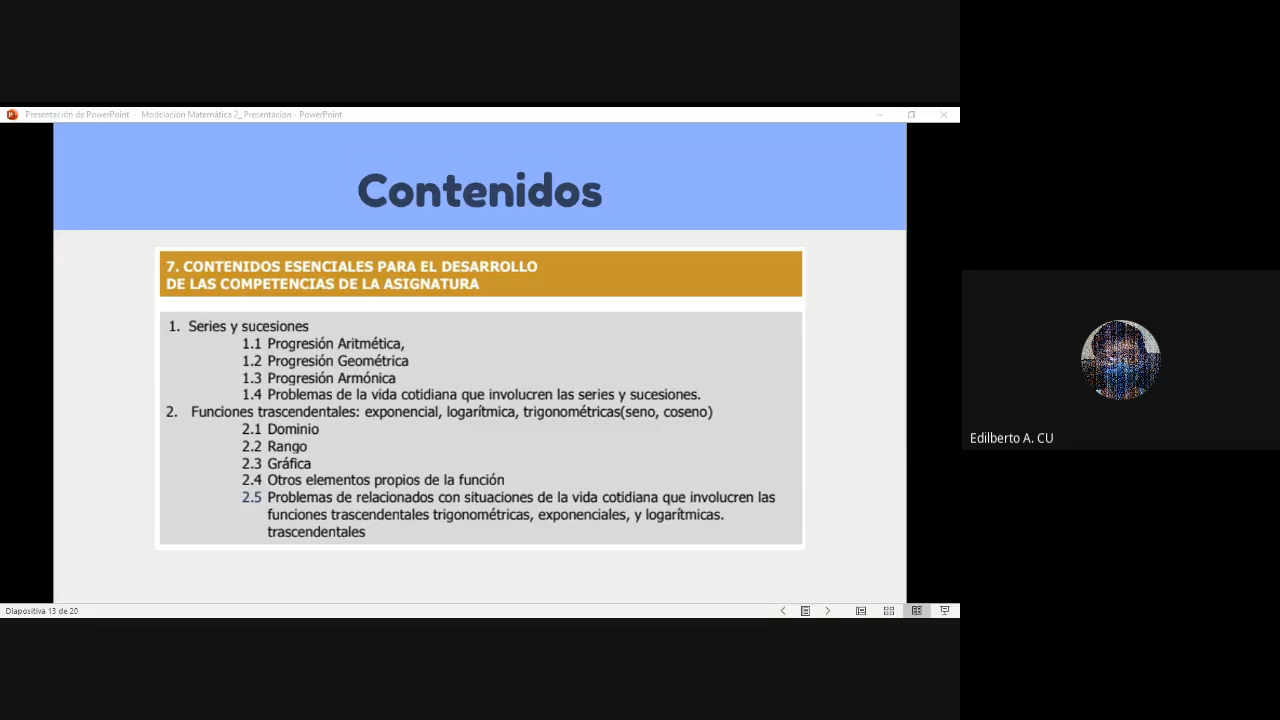 Presentación de PowerPoint - Modelacion Matemática 2_ Presentación - PowerPoint
Contenidos
7. CONTENIDOS ESENCIALES PARA EL DESARROLLO
DE LAS COMPETENCIAS DE LA ASIGNATURA
1. Series y sucesiones
1.1 Progresión Aritmética,
1.2 Progresión Geométrica
1.3 Progresión Armónica
1.4 Problemas de la vida cotidiana que involucren las series y sucesiones.
2. Funciones trascendentales: exponencial, logarítmica, trigonométricas(seno, coseno)
2.1 Dominio
2.2 Rango
2.3 Gráfica
2.4 Otros elementos propios de la función
2.5 Problemas de relacionados con situaciones de la vida cotidiana que involucren las
funciones trascendentales trigonométricas, exponenciales, y logarítmicas.
trascendentales
Edilberto A. CU
Diapositiva 13 de 20